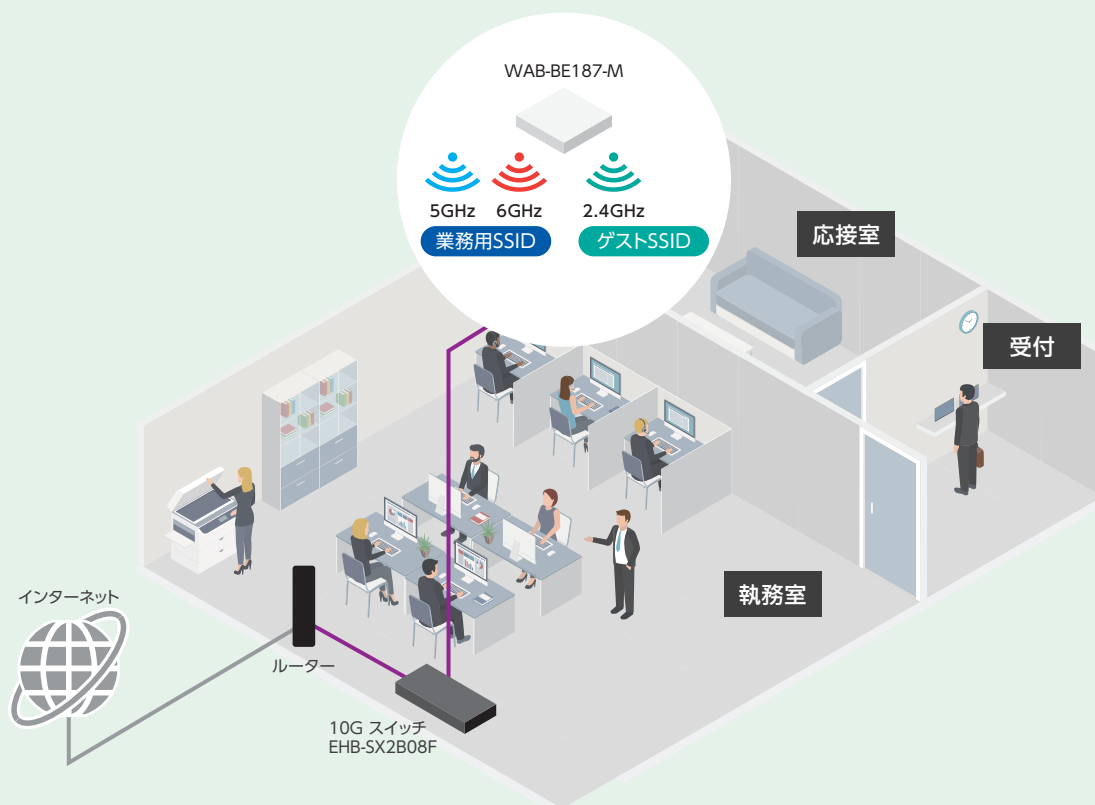 WAB-BE187-M
5GHz 6GHz 2.4GHz
業務用SSID ゲストSSID
応接室
受付
執務室
インターネット
ルーター
10G スイッチ
EHB-SX2B08F